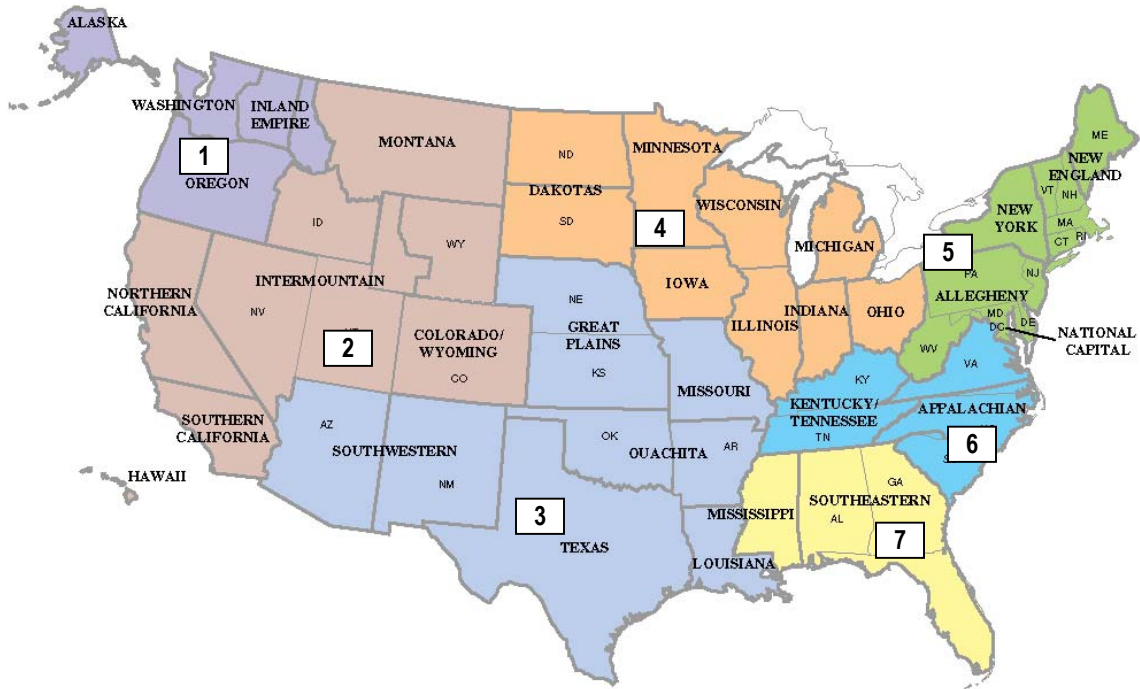 ALASKA
WASHINGTON
INLAND
EMPIRE
1
OREGON
MONTANA
ID
WY
INTERMOUNTAIN
NORTHERN
CALIFORNIA
NV
2
COLORADO/
WYOMING
CO
SOUTHERN
CALIFORNIA
HAWAII
ND
DAKOTAS
SD
MINNESOTA
WISCONSIN
4
MICHIGAN
IOWA
ILLINOIS
INDIANA
OHIO
ME
NEW
ENGLAND
VT
NH
NEW
YORK
MA
CT
RI
5
PA
NJ
ALLEGHENY
MD
DE
DC
NATIONAL
CAPITAL
WV
NE
GREAT
PLAINS
KS
MISSOURI
AZ
SOUTHWESTERN
NM
OK
AR
OUACHITA
3
TEXAS
LOUISIANA
KY
VA
KENTUCKY/
TENNESSEE
TN
APPALACHIAN
6
MISSISSIPPI
GA
SOUTHEASTERN
AL
7